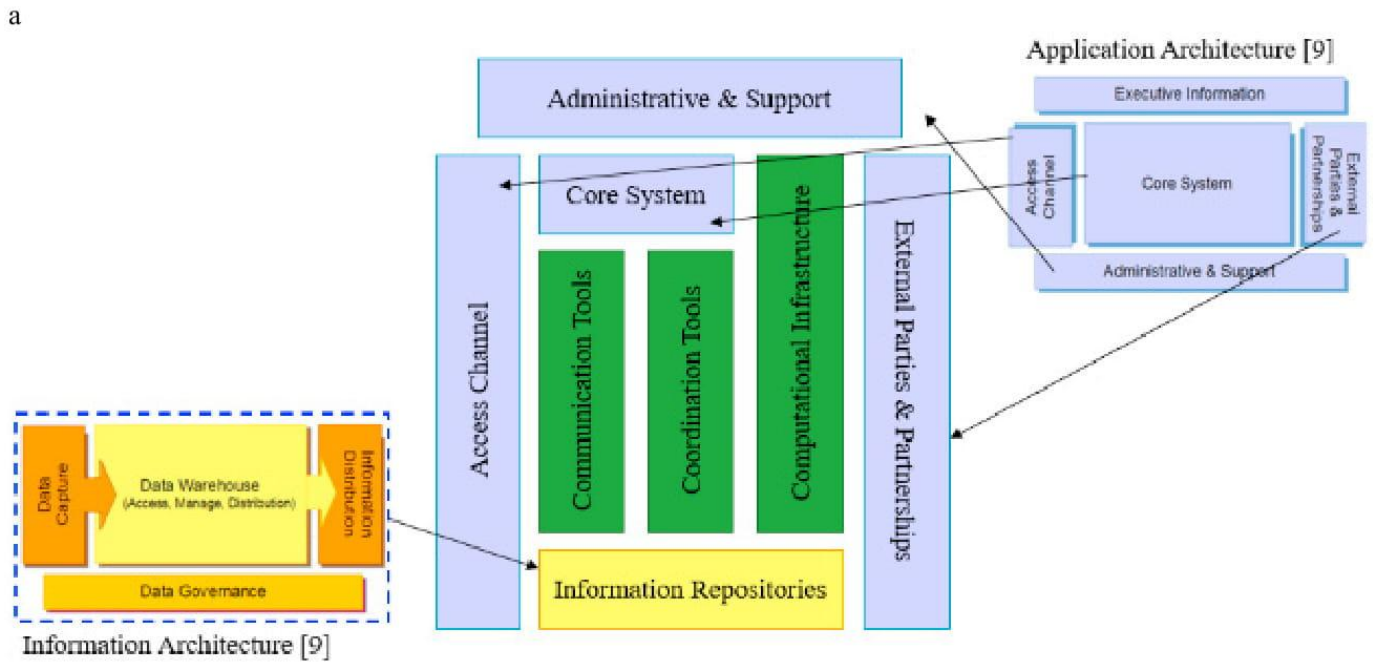 a
Application Architecture [9]
Executive Information
Access
Channel
Core System
External
Parties &
Partnerships
Administrative & Support
Administrative & Support
Access Channel
Core System
Communication Tools
Coordination Tools
Computational Infrastructure
External Parties & Partnerships
Information Repositories
Data
Capture
Data Warehouse
(Access, Manage, Distribution)
Information
Distribution
Data Governance
Information Architecture [9]